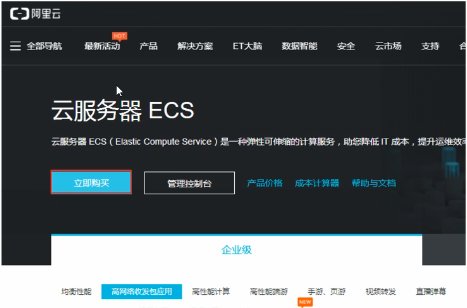 阿里云
全部导航 最新活动 HOT 产品 解决方案 ET大脑 数据智能 安全 云市场 支持
云服务器 ECS
云服务器 ECS（Elastic Compute Service）是一种弹性可伸缩的计算服务，助您降低 IT 成本，提升运维效
立即购买 管理控制台 产品价格 成本计算器 帮助与文档
企业级
均衡性能 高网络收发包应用 高性能计算 高性能端游 手游、页游 视频转发 直播弹幕
NEW